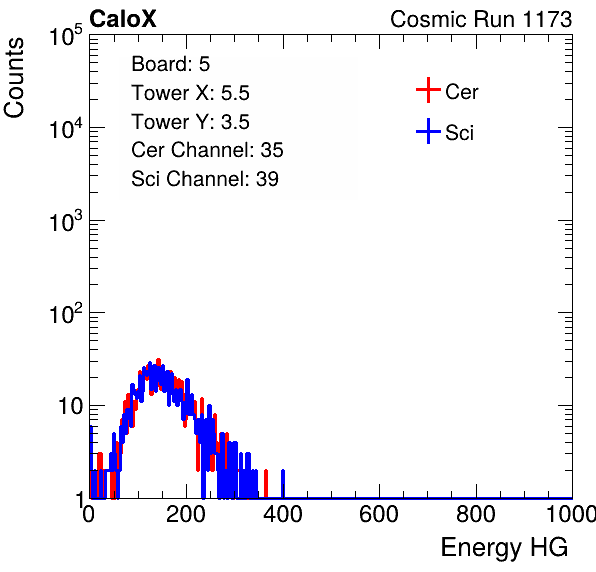 CaloX Cosmic Run 1173
Counts
Board: 5
Tower X: 5.5
Tower Y: 3.5
Cer Channel: 35
Sci Channel: 39
Cer
Sci
10^5
10^4
10^3
10^2
10
1
0 200 400 600 800 1000
Energy HG